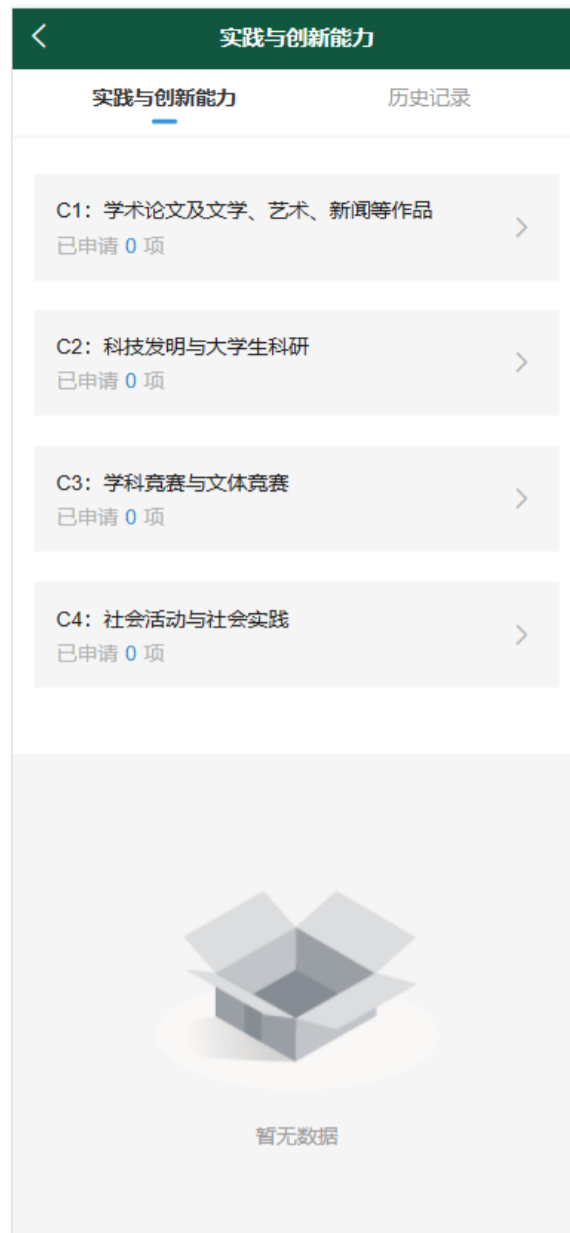 实践与创新能力
实践与创新能力
历史记录
C1：学术论文及文学、艺术、新闻等作品
已申请 0 项
C2：科技发明与大学生科研
已申请 0 项
C3：学科竞赛与文体竞赛
已申请 0 项
C4：社会活动与社会实践
已申请 0 项
暂无数据